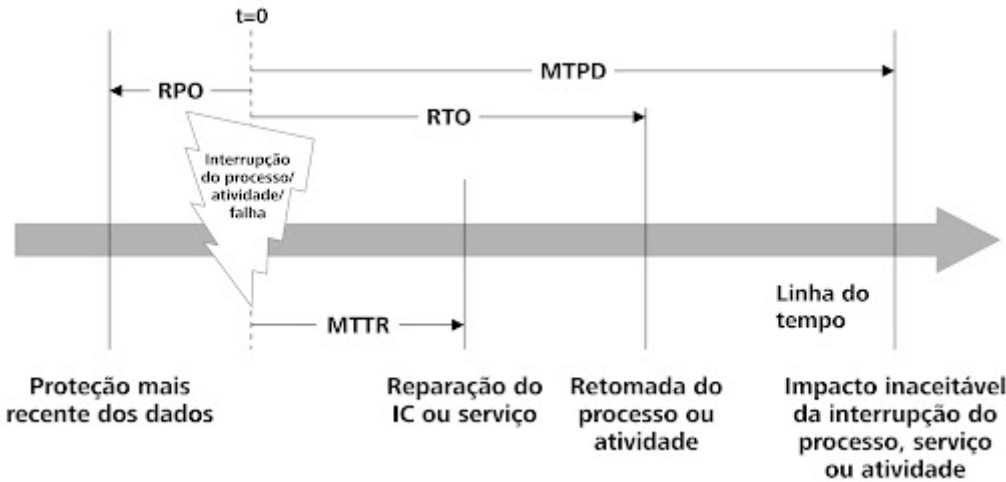 t=0
MTPD
RPO
RTO
Interrupção
do processo/
atividade/
falha
Linha do
tempo
MTTR
Proteção mais
recente dos dados
Reparação do
IC ou serviço
Retomada do
processo ou
atividade
Impacto inaceitável
da interrupção do
processo, serviço
ou atividade